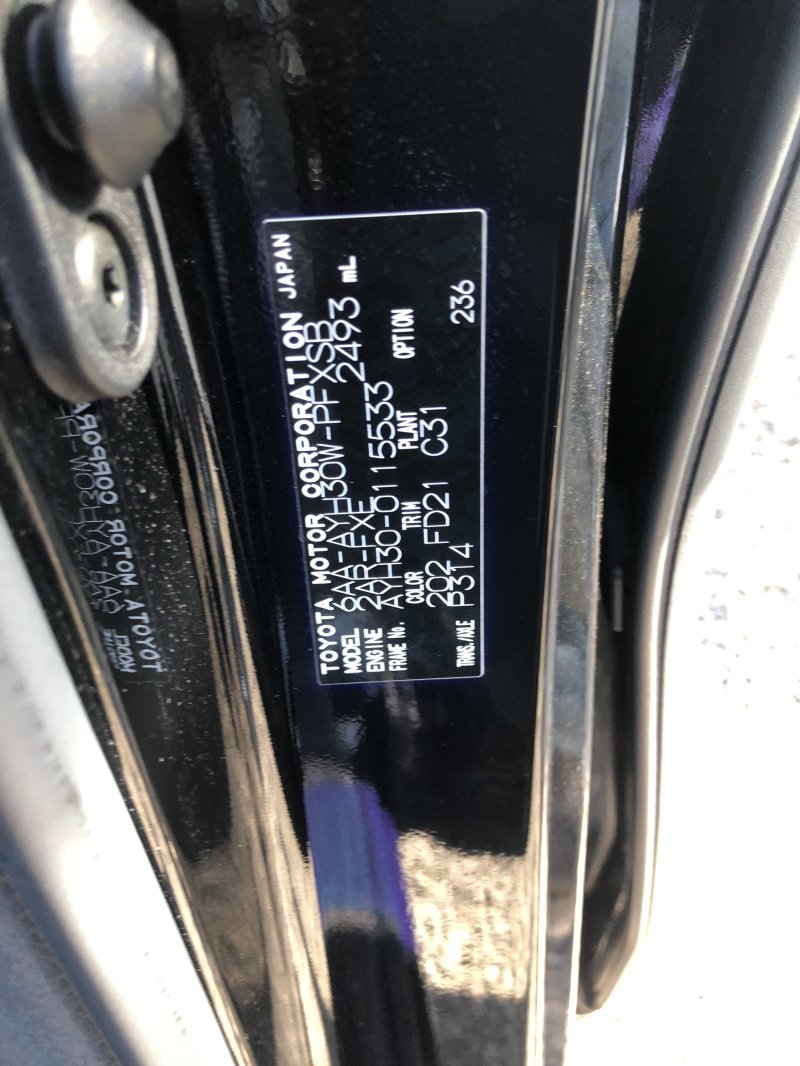 TOYOTA MOTOR CORPORATION JAPAN
MODEL 6AA-AYH30W-PFXSB
ENGINE 2AR-FXE 2493 mL
FRAME No. AYH30-0115533
COLOR TRIM PLANT OPTION
202 FD21 C31
TRANS./AXLE P314 236